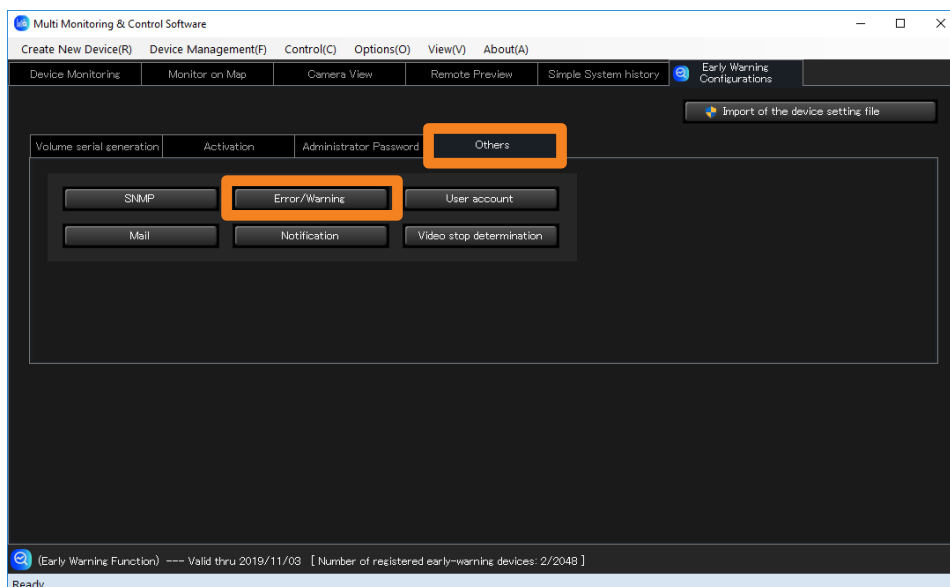 Multi Monitoring & Control Software
Create New Device(R) Device Management(F) Control(C) Options(O) View(V) About(A)
Device Monitoring Monitor on Map Camera View Remote Preview Simple System history Early Warning Configurations
Import of the device setting file
Volume serial generation Activation Administrator Password Others
SNMP Error/Warning User account
Mail Notification Video stop determination
(Early Warning Function) --- Valid thru 2019/11/03 [ Number of registered early-warning devices: 2/2048 ]
Ready